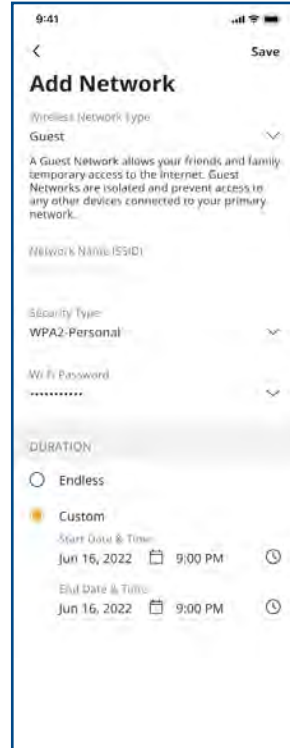 9:41
Save
Add Network
Wireless Network Type
Guest
A Guest Network allows your friends and family
temporary access to the Internet. Guest
Networks are isolated and prevent access to
any other devices connected to your primary
network.
Network Name (SSID)
Security Type
WPA2-Personal
Wi-Fi Password
•••••••••••
DURATION
Endless
Custom
Start Date & Time
Jun 16, 2022 9:00 PM
End Date & Time
Jun 16, 2022 9:00 PM